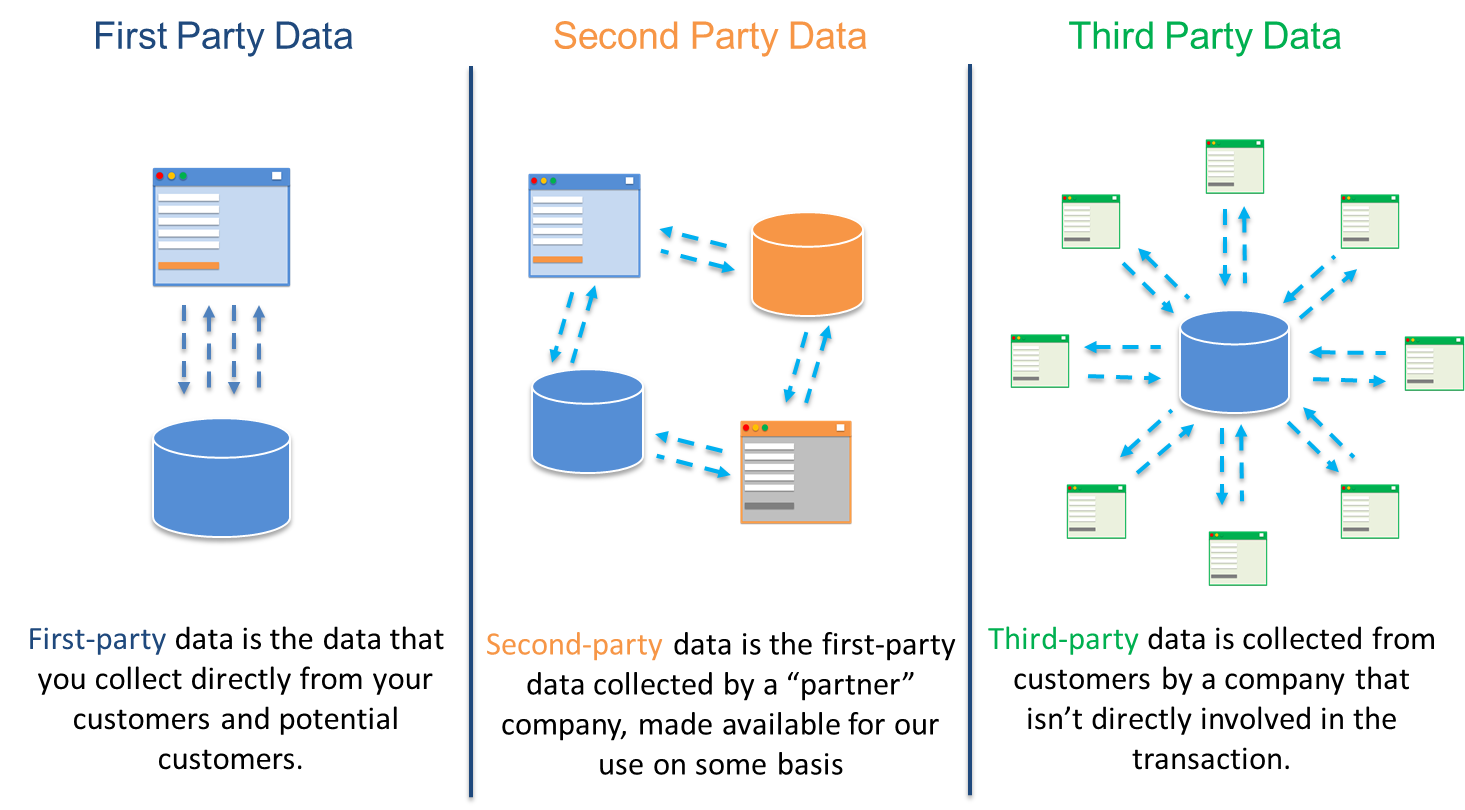 First Party Data
Second Party Data
Third Party Data
First-party data is the data that
you collect directly from your
customers and potential
customers.
Second-party data is the first-party
data collected by a “partner”
company, made available for our
use on some basis
Third-party data is collected from
customers by a company that
isn’t directly involved in the
transaction.